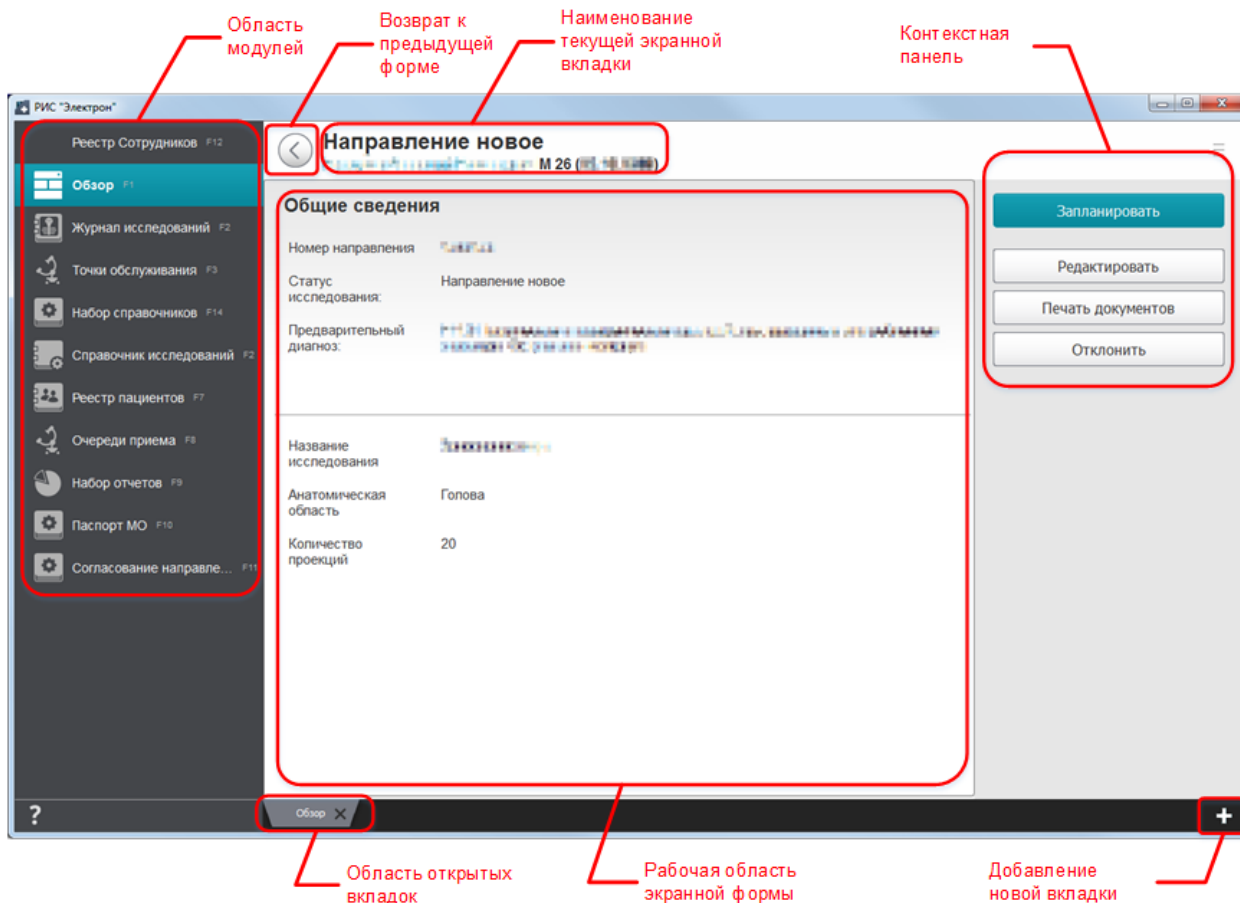 Область
модулей
Возврат к
предыдущей
форме
Наименование
текущей экранной
вкладки
Контекстная
панель
РИС "Электрон"
Реестр Сотрудников F12
Обзор F1
Журнал исследований F2
Точки обслуживания F3
Набор справочников F14
Справочник исследований F2
Реестр пациентов F7
Очереди приема F8
Набор отчетов F9
Паспорт МО F10
Согласование направле... F11
Направление новое
М 26 (
Общие сведения
Номер направления
Статус
исследования:
Направление новое
Предварительный
диагноз:
Название
исследования
Анатомическая
область
Голова
Количество
проекций
20
Запланировать
Редактировать
Печать документов
Отклонить
?
Обзор
Область открытых
вкладок
Рабочая область
экранной формы
Добавление
новой вкладки